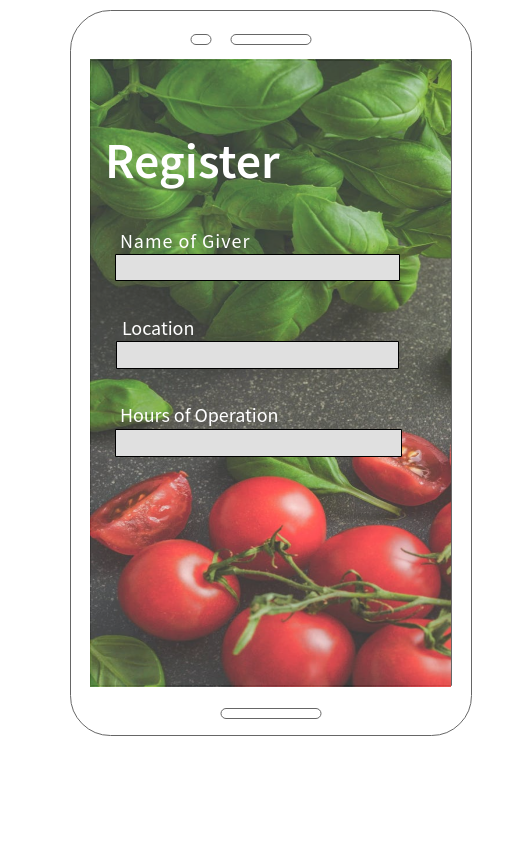 Register
Name of Giver
Location
Hours of Operation